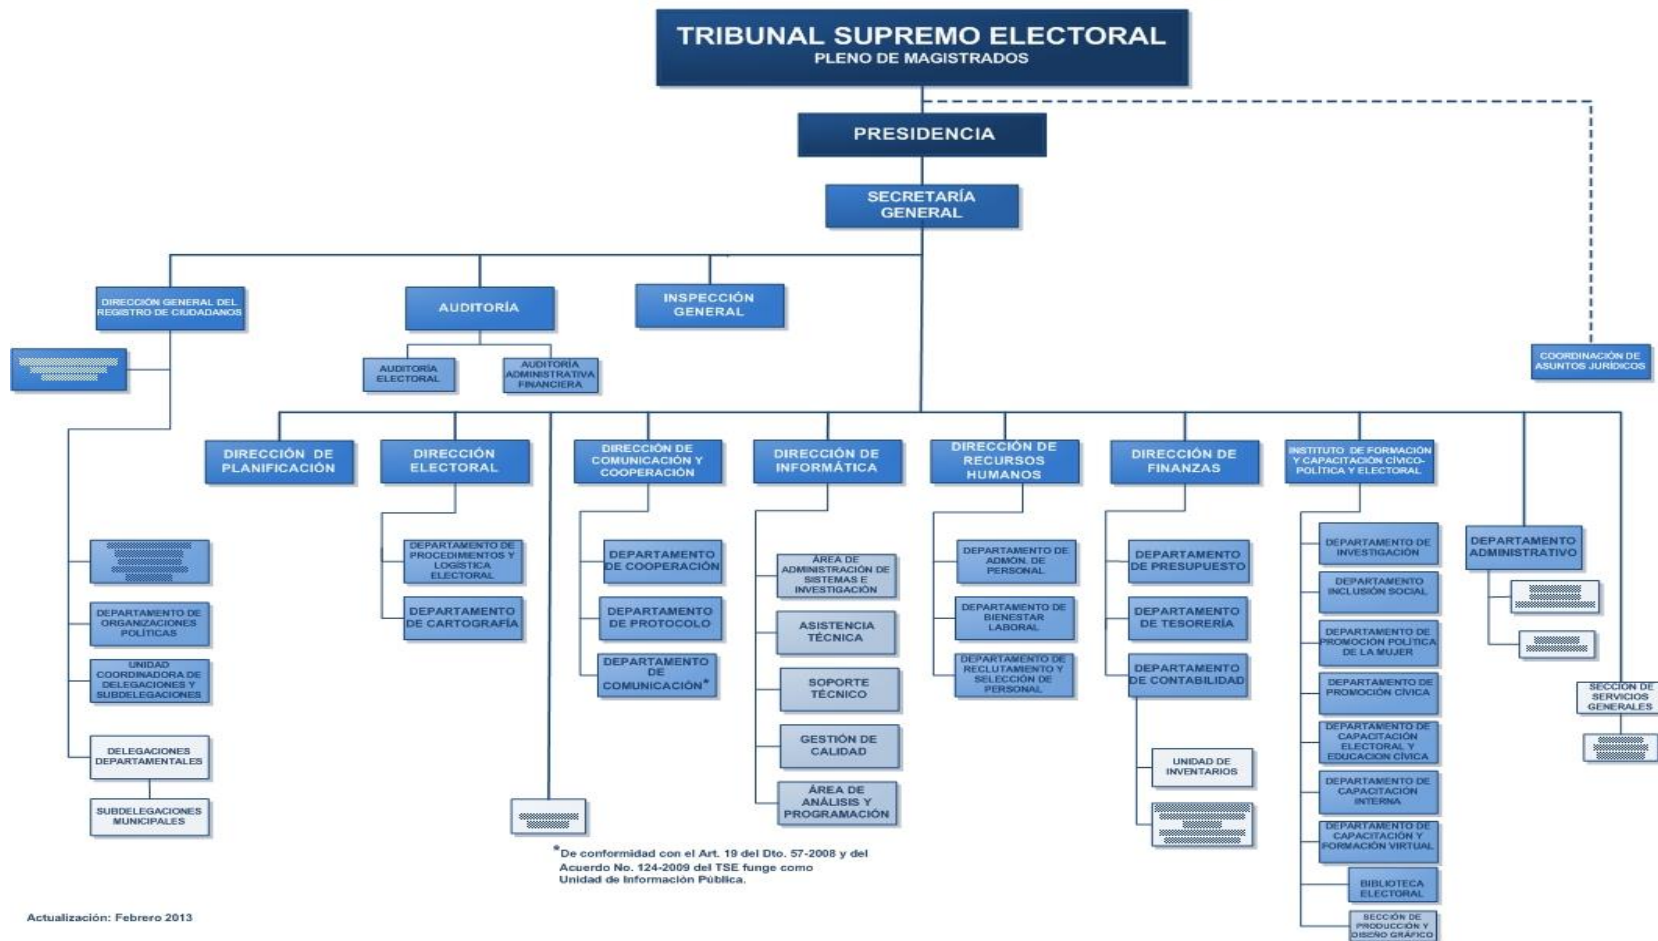 TRIBUNAL SUPREMO ELECTORAL
PLENO DE MAGISTRADOS
PRESIDENCIA
SECRETARÍA
GENERAL
DIRECCIÓN GENERAL DEL
REGISTRO DE CIUDADANOS
AUDITORÍA
INSPECCIÓN
GENERAL
AUDITORÍA
ELECTORAL
AUDITORÍA
ADMINISTRATIVA
FINANCIERA
COORDINACIÓN DE
ASUNTOS JURÍDICOS
DIRECCIÓN DE
PLANIFICACIÓN
DIRECCIÓN
ELECTORAL
DIRECCIÓN DE
COMUNICACIÓN Y
COOPERACIÓN
DIRECCIÓN DE
INFORMÁTICA
DIRECCIÓN DE
RECURSOS
HUMANOS
DIRECCIÓN DE
FINANZAS
INSTITUTO DE FORMACIÓN
Y CAPACITACIÓN CÍVICO-
POLÍTICA Y ELECTORAL
DEPARTAMENTO DE
ORGANIZACIONES
POLÍTICAS
UNIDAD
COORDINADORA DE
DELEGACIONES Y
SUBDELEGACIONES
DELEGACIONES
DEPARTAMENTALES
SUBDELEGACIONES
MUNICIPALES
DEPARTAMENTO DE
PROCEDIMIENTOS Y
LOGÍSTICA
ELECTORAL
DEPARTAMENTO
DE CARTOGRAFÍA
DEPARTAMENTO
DE COOPERACIÓN
DEPARTAMENTO
DE PROTOCOLO
DEPARTAMENTO
DE
COMUNICACIÓN*
ÁREA DE
ADMINISTRACIÓN DE
SISTEMAS E
INVESTIGACIÓN
ASISTENCIA
TÉCNICA
SOPORTE
TÉCNICO
GESTIÓN DE
CALIDAD
ÁREA DE
ANÁLISIS Y
PROGRAMACIÓN
DEPARTAMENTO DE
ADMON. DE
PERSONAL
DEPARTAMENTO DE
BIENESTAR
LABORAL
DEPARTAMENTO DE
RECLUTAMIENTO Y
SELECCIÓN DE
PERSONAL
DEPARTAMENTO
DE PRESUPUESTO
DEPARTAMENTO
DE TESORERÍA
DEPARTAMENTO
DE CONTABILIDAD
UNIDAD DE
INVENTARIOS
DEPARTAMENTO DE
INVESTIGACIÓN
DEPARTAMENTO
INCLUSIÓN SOCIAL
DEPARTAMENTO DE
PROMOCIÓN POLÍTICA
DE LA MUJER
DEPARTAMENTO DE
PROMOCIÓN CÍVICA
DEPARTAMENTO DE
CAPACITACIÓN
ELECTORAL Y
EDUCACION CÍVICA
DEPARTAMENTO DE
CAPACITACIÓN
INTERNA
DEPARTAMENTO DE
CAPACITACIÓN Y
FORMACIÓN VIRTUAL
BIBLIOTECA
ELECTORAL
SECCIÓN DE
PRODUCCIÓN Y
DISEÑO GRÁFICO
DEPARTAMENTO
ADMINISTRATIVO
SECCIÓN DE
SERVICIOS
GENERALES
*De conformidad con el Art. 19 del Dto. 57-2008 y del
Acuerdo No. 124-2009 del TSE funge como
Unidad de Información Pública.
Actualización: Febrero 2013